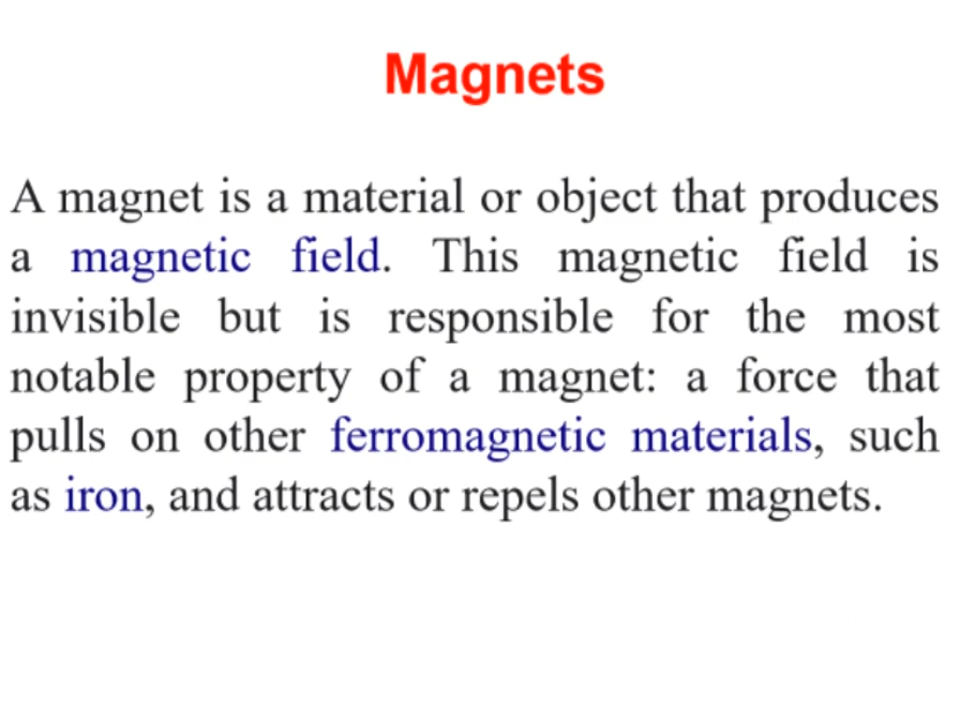 Magnets
A magnet is a material or object that produces
a magnetic field. This magnetic field is
invisible but is responsible for the most
notable property of a magnet: a force that
pulls on other ferromagnetic materials, such
as iron, and attracts or repels other magnets.